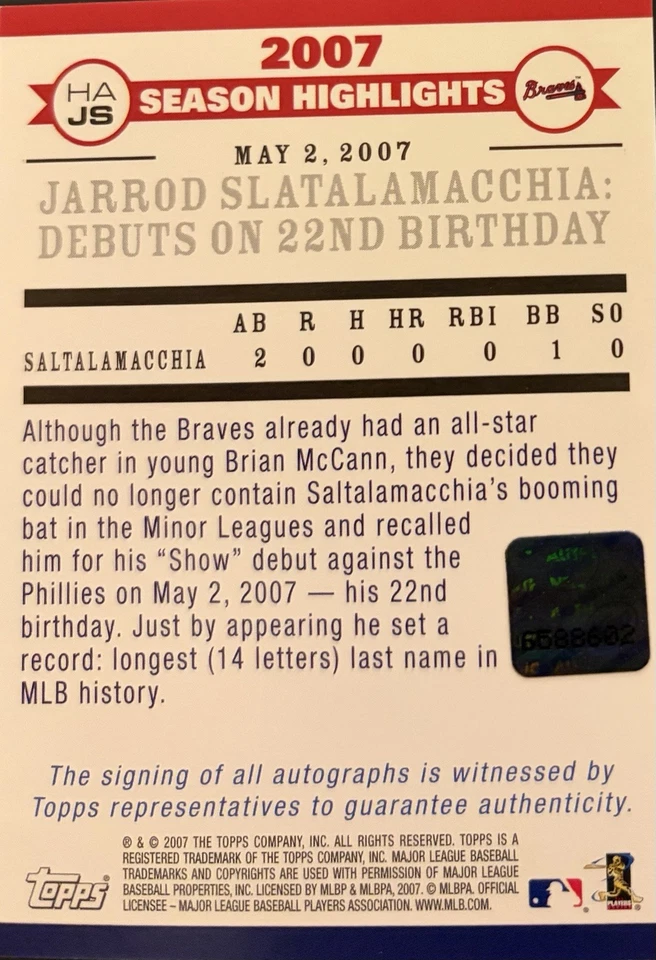 2007
HA
JS
SEASON HIGHLIGHTS
Braves
MAY 2, 2007
JARROD SLATALAMACCHIA:
DEBUTS ON 22ND BIRTHDAY
AB R H HR RBI BB SO
SALTALAMACCHIA 2 0 0 0 0 1 0
Although the Braves already had an all-star
catcher in young Brian McCann, they decided they
could no longer contain Saltalamacchia's booming
bat in the Minor Leagues and recalled
him for his "Show" debut against the
Phillies on May 2, 2007 — his 22nd
birthday. Just by appearing he set a
record: longest (14 letters) last name in
MLB history.
The signing of all autographs is witnessed by
Topps representatives to guarantee authenticity.
® & © 2007 THE TOPPS COMPANY, INC. ALL RIGHTS RESERVED. TOPPS IS A
REGISTERED TRADEMARK OF THE TOPPS COMPANY, INC. MAJOR LEAGUE BASEBALL
TRADEMARKS AND COPYRIGHTS ARE USED WITH PERMISSION OF MAJOR LEAGUE
BASEBALL PROPERTIES, INC. LICENSED BY MLBP & MLBPA, 2007. © MLBPA. OFFICIAL
LICENSEE – MAJOR LEAGUE BASEBALL PLAYERS ASSOCIATION. WWW.MLB.COM.
Topps®
PLAYERS